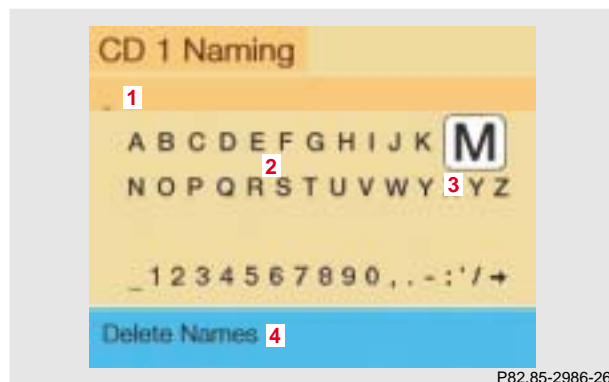 CD 1 Naming
_ 1
A B C D E F G H I J K M
2
N O P Q R S T U V W Y 3 Y Z
_ 1 2 3 4 5 6 7 8 9 0 , . - : ' / →
Delete Names 4
P82.85-2986-26